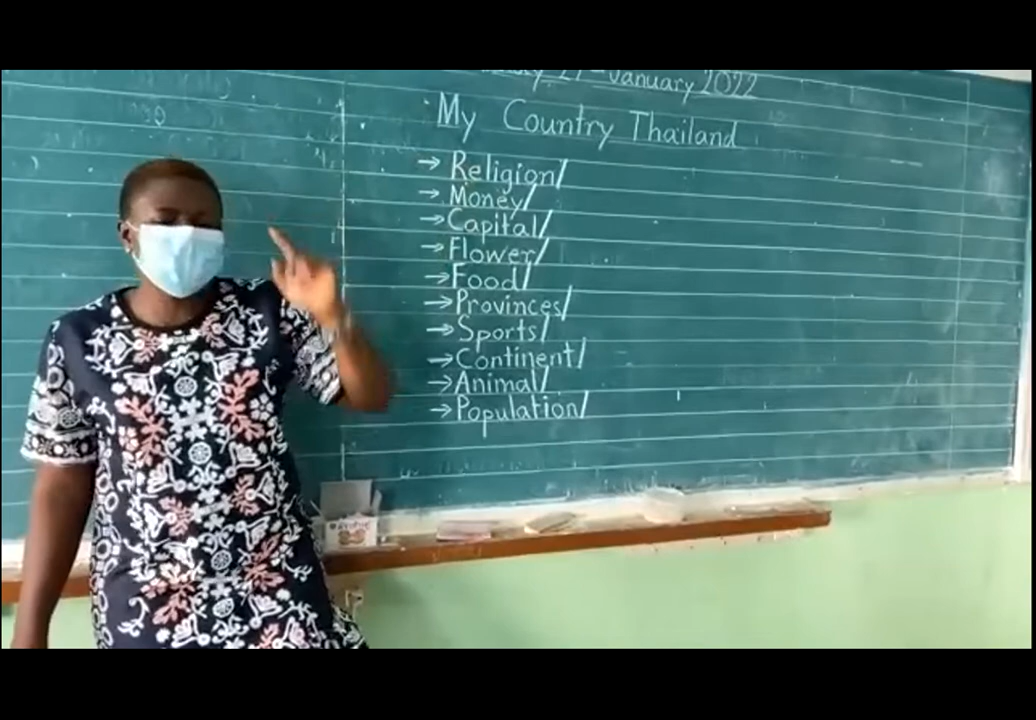 27 - January 2022
My Country Thailand
→ Religion/
→ Money/
→ Capital/
→ Flower/
→ Food/
→ Provinces/
→ Sports/
→ Continent/
→ Animal/
→ Population/